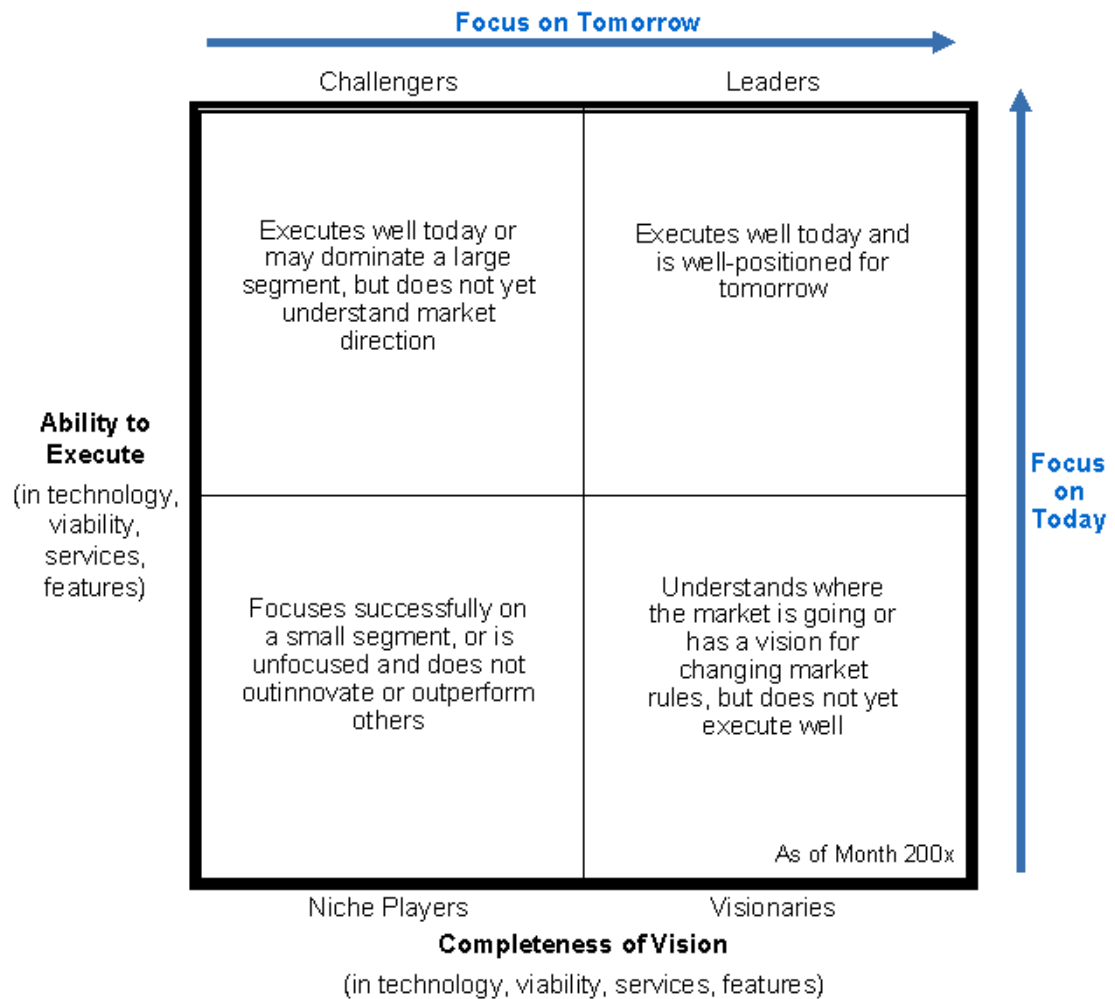 Focus on Tomorrow
Challengers
Leaders
Executes well today or
may dominate a large
segment, but does not yet
understand market
direction
Executes well today and
is well-positioned for
tomorrow
Ability to
Execute
(in technology,
viability,
services,
features)
Focus
on
Today
Focuses successfully on
a small segment, or is
unfocused and does not
outinnovate or outperform
others
Understands where
the market is going or
has a vision for
changing market
rules, but does not yet
execute well
As of Month 200x
Niche Players
Visionaries
Completeness of Vision
(in technology, viability, services, features)